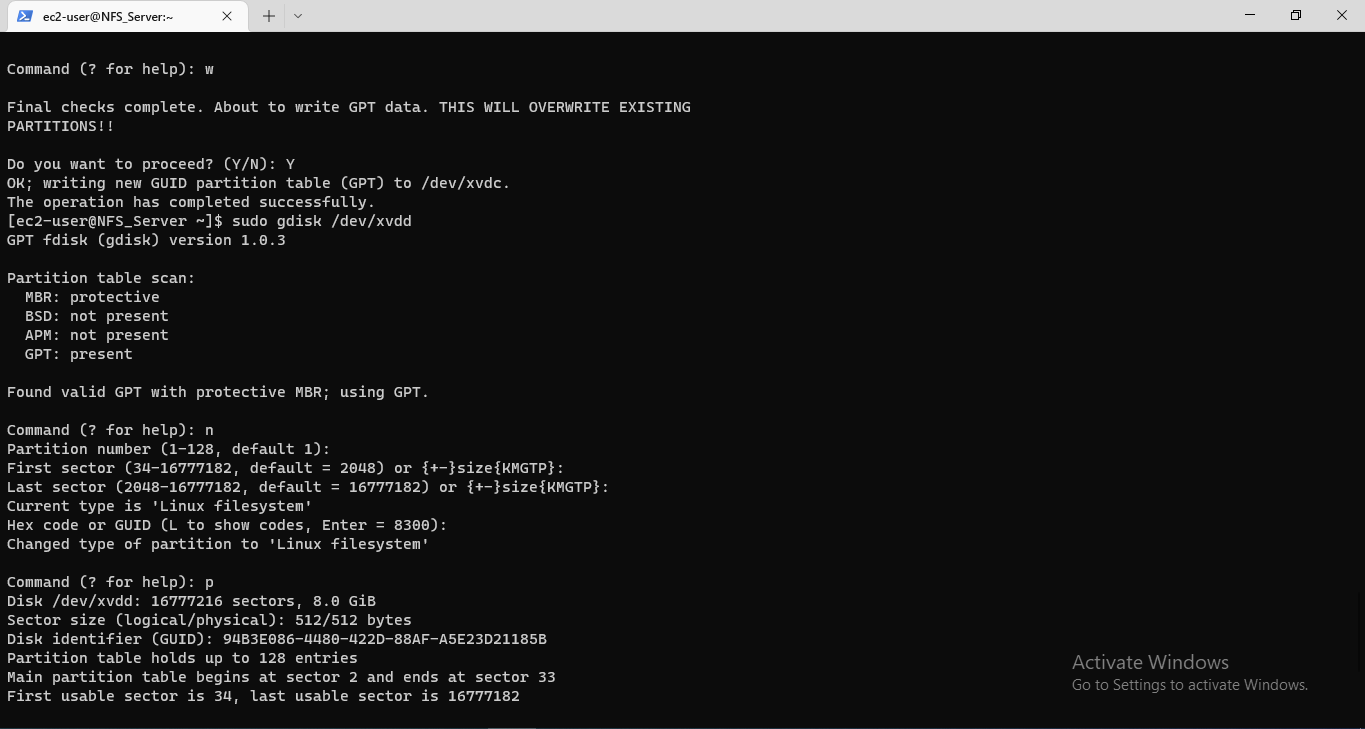 ec2-user@NFS_Server:~
Command (? for help): w
Final checks complete. About to write GPT data. THIS WILL OVERWRITE EXISTING
PARTITIONS!!
Do you want to proceed? (Y/N): Y
OK; writing new GUID partition table (GPT) to /dev/xvdc.
The operation has completed successfully.
[ec2-user@NFS_Server ~]$ sudo gdisk /dev/xvdd
GPT fdisk (gdisk) version 1.0.3
Partition table scan:
MBR: protective
BSD: not present
APM: not present
GPT: present
Found valid GPT with protective MBR; using GPT.
Command (? for help): n
Partition number (1-128, default 1):
First sector (34-16777182, default = 2048) or {+-}size{KMGTP}:
Last sector (2048-16777182, default = 16777182) or {+-}size{KMGTP}:
Current type is 'Linux filesystem'
Hex code or GUID (L to show codes, Enter = 8300):
Changed type of partition to 'Linux filesystem'
Command (? for help): p
Disk /dev/xvdd: 16777216 sectors, 8.0 GiB
Sector size (logical/physical): 512/512 bytes
Disk identifier (GUID): 94B3E086-4480-422D-88AF-A5E23D21185B
Partition table holds up to 128 entries
Main partition table begins at sector 2 and ends at sector 33
First usable sector is 34, last usable sector is 16777182
Activate Windows
Go to Settings to activate Windows.